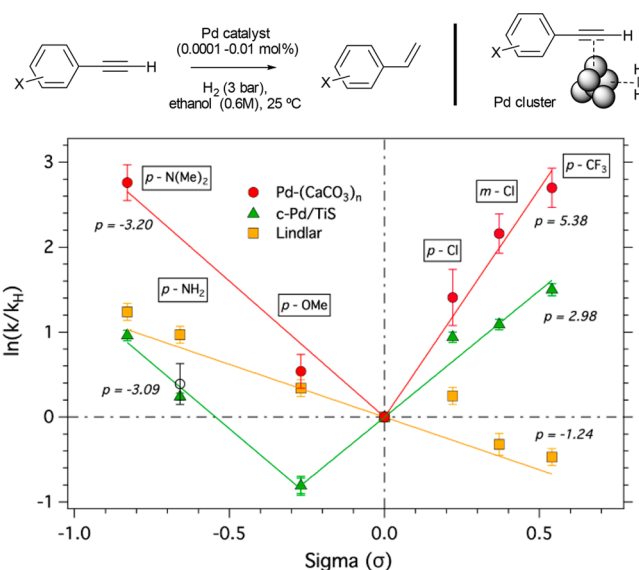 Pd catalyst
(0.0001 -0.01 mol%)
H₂ (3 bar),
ethanol (0.6M), 25 ºC
X
H
X
X
Pd cluster
H
H
p - N(Me)₂
p = -3.20
p - NH₂
p = -3.09
p - OMe
Pd-(CaCO₃)n
c-Pd/TiS
Lindlar
p - Cl
m - Cl
p - CF₃
p = 5.38
p = 2.98
p = -1.24
ln(k/kH)
3
2
1
0
-1
-1.0
-0.5
0.0
0.5
Sigma (σ)